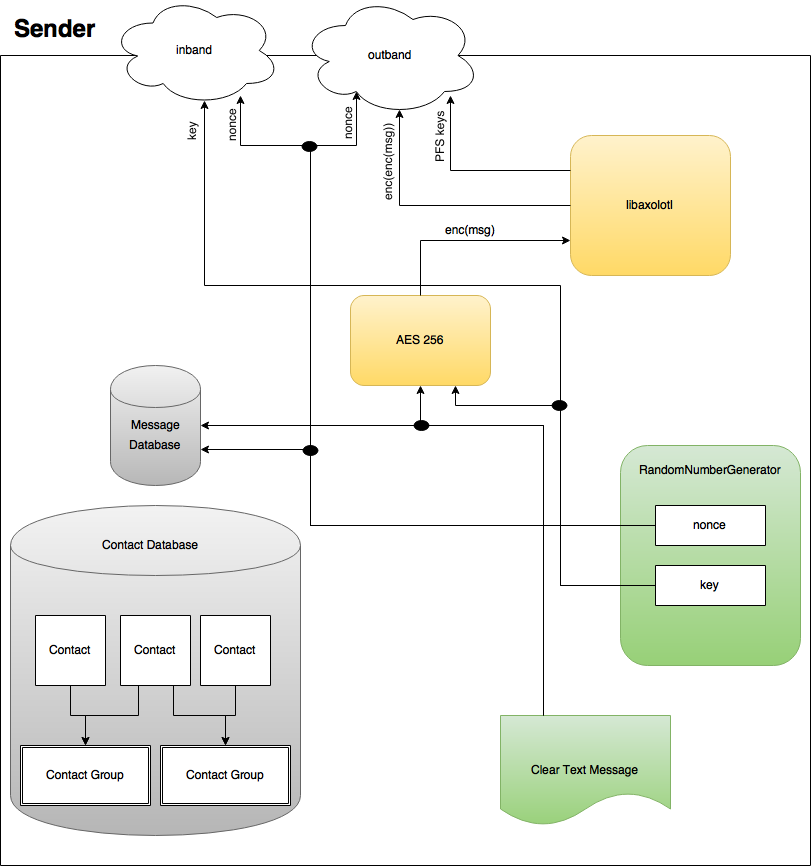 Sender
inband
outband
key
nonce
nonce
enc(enc(msg))
PFS keys
libaxolotl
enc(msg)
AES 256
Message
Database
RandomNumberGenerator
nonce
key
Contact Database
Contact
Contact
Contact
Contact Group
Contact Group
Clear Text Message